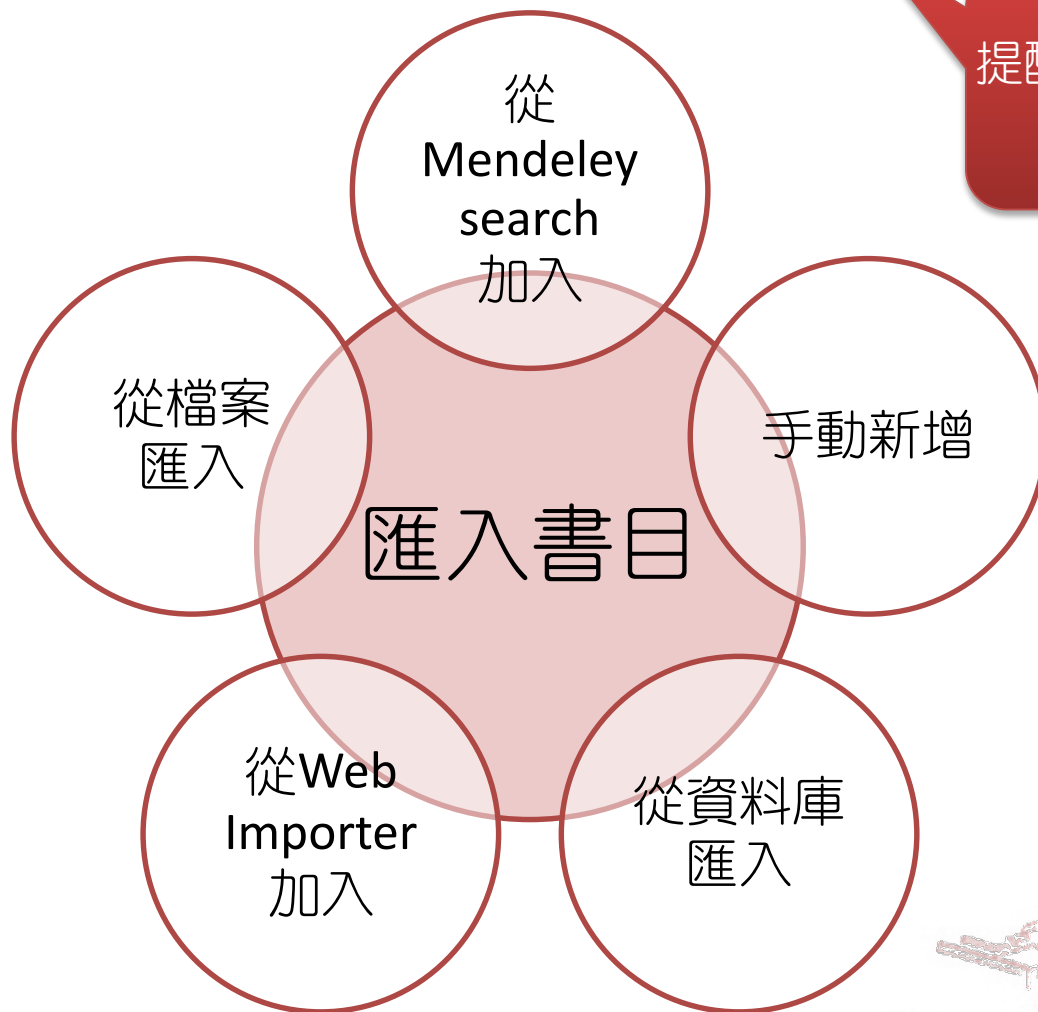 提
從
Mendeley
search
加入
從檔案
匯入
手動新增
匯入書目
從Web
Importer
加入
從資料庫
匯入